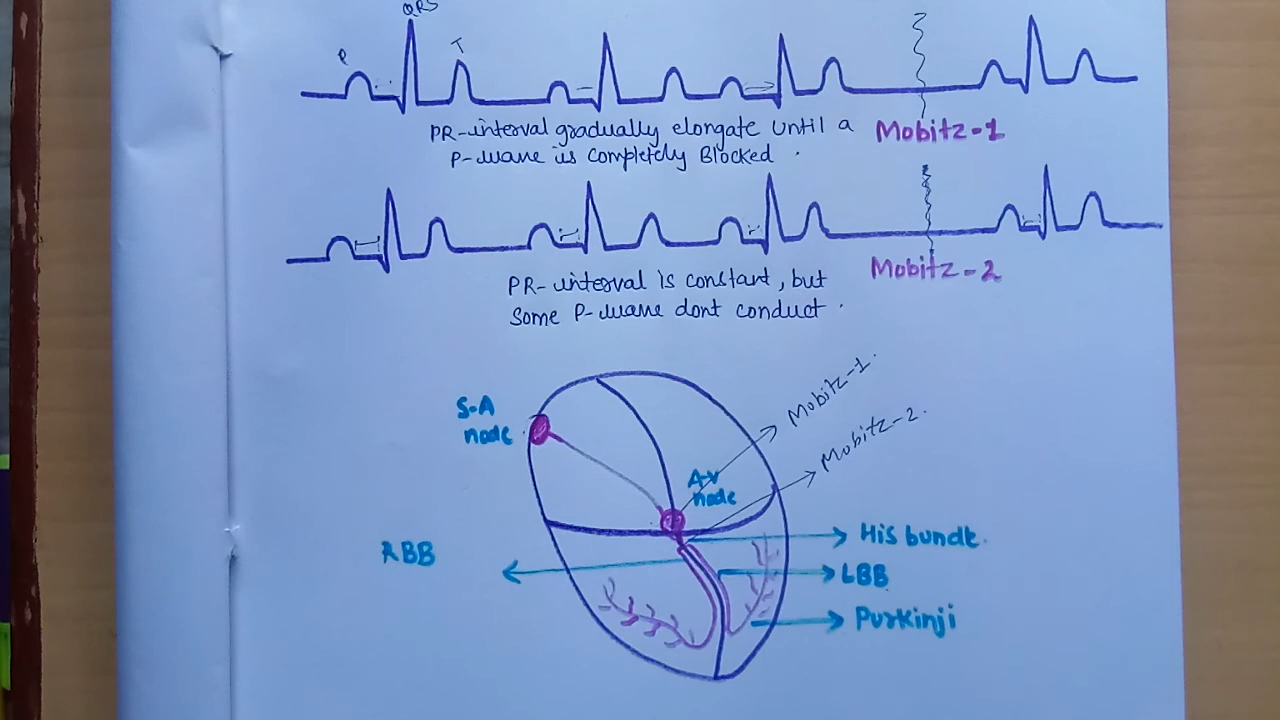 QRS
P
T
PR-interval gradually elongate Until a
P-wave is Completely Blocked.
Mobitz-1
PR-interval is constant, but
Some P-wave dont conduct.
Mobitz-2
Mobitz-1.
Mobitz-2.
S-A
node
A-V
node
His bundle.
RBB
LBB
Purkinji